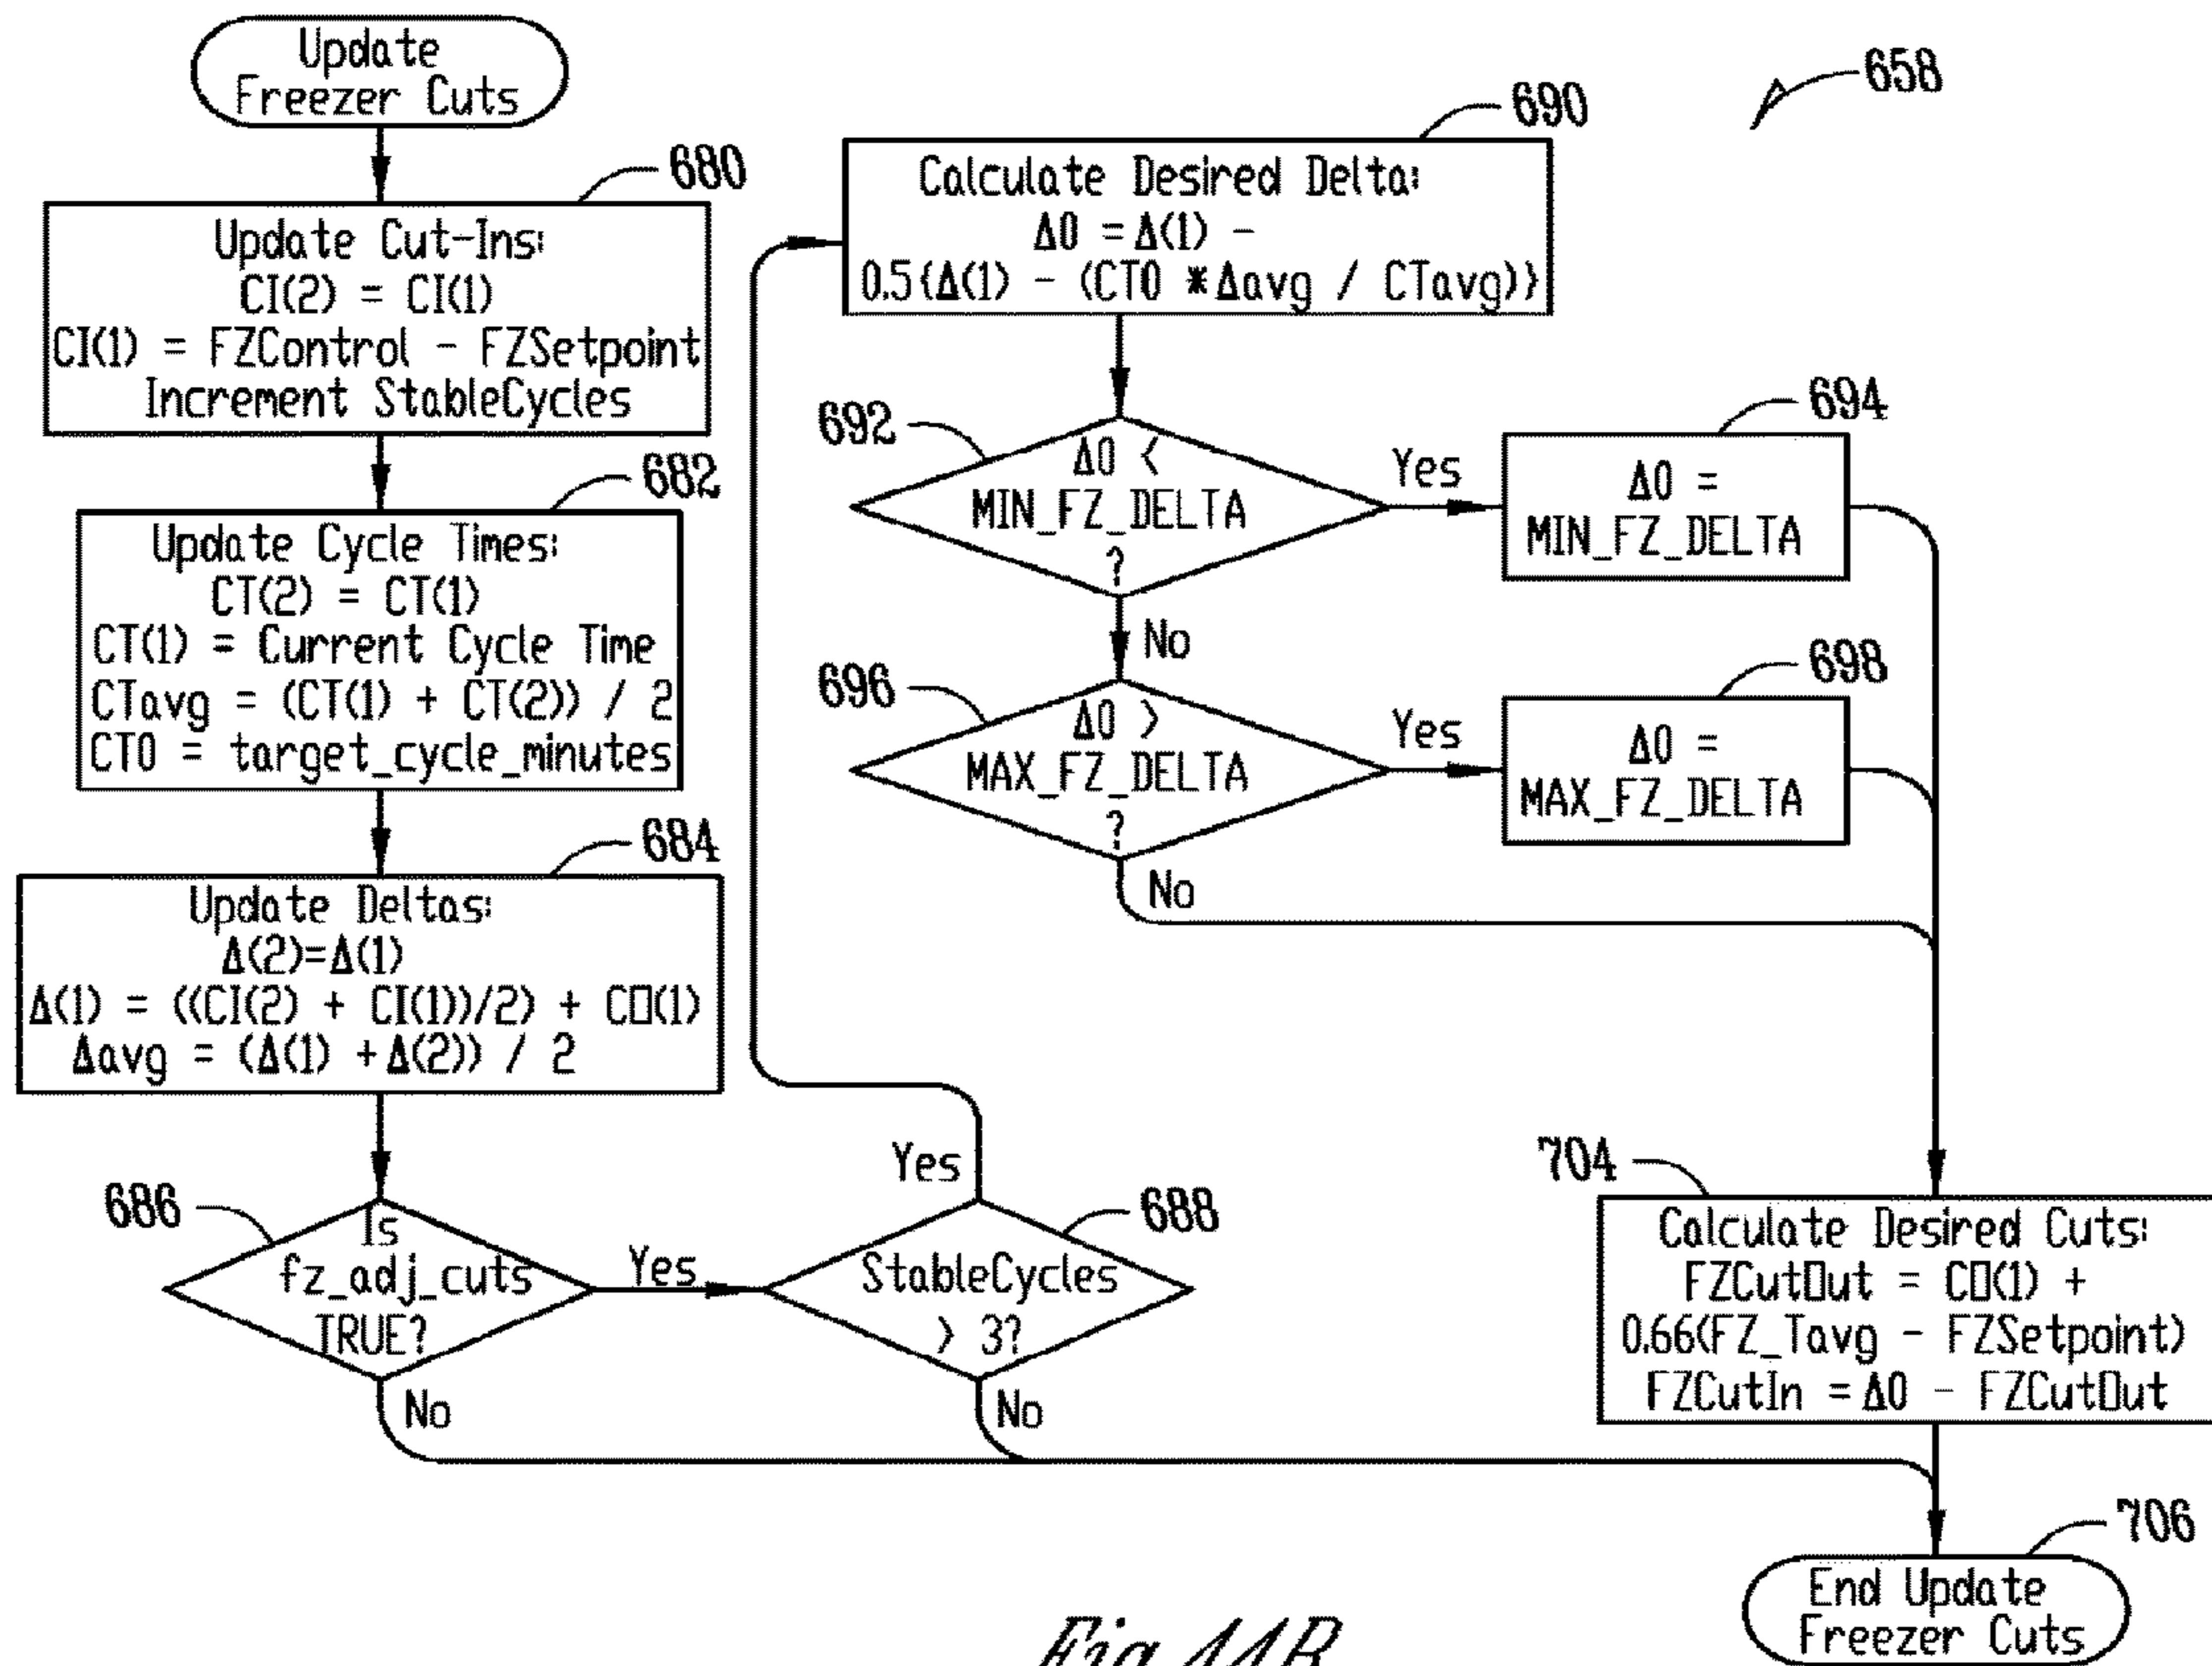 Update
Freezer Cuts
680
Update Cut-Ins:
CI(2) = CI(1)
CI(1) = FZControl - FZSetpoint
Increment StableCycles
682
Update Cycle Times:
CT(2) = CT(1)
CT(1) = Current Cycle Time
CTavg = (CT(1) + CT(2)) / 2
CT0 = target_cycle_minutes
684
Update Deltas:
Δ(2)=Δ(1)
Δ(1) = ((CI(2) + CI(1))/2) + CO(1)
Δavg = (Δ(1) +Δ(2)) / 2
686
Is
fz_adj_cuts
TRUE?
Yes
No
688
StableCycles
> 3?
Yes
No
658
690
Calculate Desired Delta:
Δ0 = Δ(1) -
0.5{Δ(1) - (CT0 *Δavg / CTavg)}
692
Δ0 <
MIN_FZ_DELTA
?
Yes
No
694
Δ0 =
MIN_FZ_DELTA
696
Δ0 >
MAX_FZ_DELTA
?
Yes
No
698
Δ0 =
MAX_FZ_DELTA
704
Calculate Desired Cuts:
FZCutOut = CO(1) +
0.66(FZ_Tavg - FZSetpoint)
FZCutIn = Δ0 - FZCutOut
706
End Update
Freezer Cuts
Fig. 44B